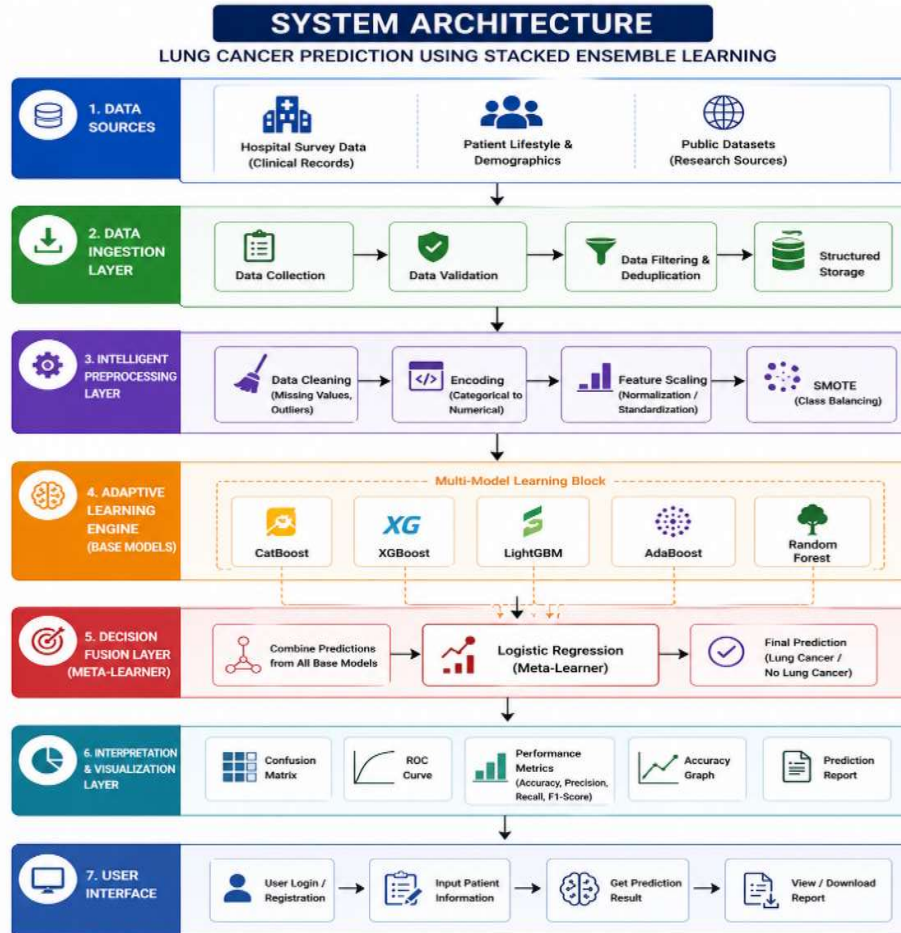 SYSTEM ARCHITECTURE
LUNG CANCER PREDICTION USING STACKED ENSEMBLE LEARNING
1. DATA
SOURCES
Hospital Survey Data
(Clinical Records)
Patient Lifestyle &
Demographics
Public Datasets
(Research Sources)
2. DATA
INGESTION
LAYER
Data Collection
Data Validation
Data Filtering &
Deduplication
Structured
Storage
3. INTELLIGENT
PREPROCESSING
LAYER
Data Cleaning
(Missing Values,
Outliers)
</>
Encoding
(Categorical to
Numerical)
Feature Scaling
(Normalization /
Standardization)
SMOTE
(Class Balancing)
4. ADAPTIVE
LEARNING
ENGINE
(BASE MODELS)
Multi-Model Learning Block
CatBoost
XG
XGBoost
LightGBM
AdaBoost
Random
Forest
5. DECISION
FUSION LAYER
(META-LEARNER)
Combine Predictions
from All Base Models
Logistic Regression
(Meta-Learner)
Final Prediction
(Lung Cancer /
No Lung Cancer)
6. INTERPRETATION
& VISUALIZATION
LAYER
Confusion
Matrix
ROC
Curve
Performance
Metrics
(Accuracy, Precision,
Recall, F1-Score)
Accuracy
Graph
Prediction
Report
7. USER
INTERFACE
User Login /
Registration
Input Patient
Information
Get Prediction
Result
View / Download
Report